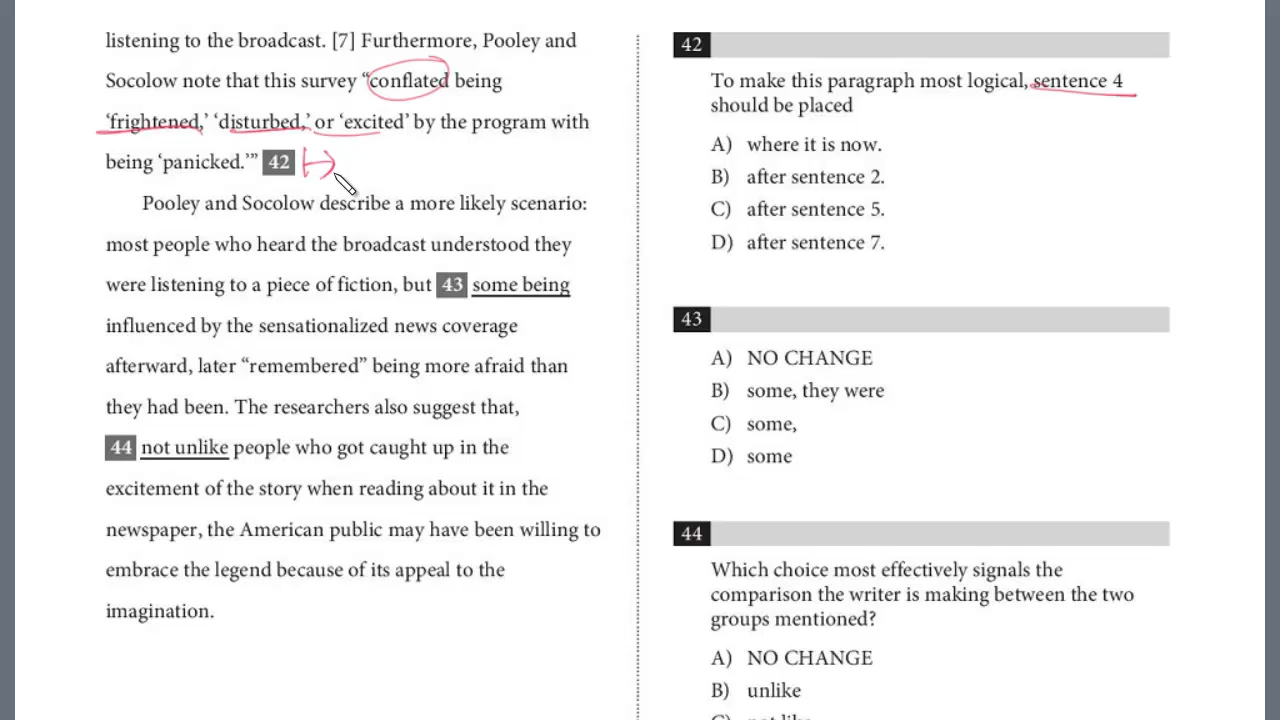 listening to the broadcast. [7] Furthermore, Pooley and
Socolow note that this survey “conflated being
‘frightened,’ ‘disturbed,’ or ‘excited’ by the program with
being ‘panicked.’” 42
Pooley and Socolow describe a more likely scenario:
most people who heard the broadcast understood they
were listening to a piece of fiction, but 43 some being
influenced by the sensationalized news coverage
afterward, later “remembered” being more afraid than
they had been. The researchers also suggest that,
44 not unlike people who got caught up in the
excitement of the story when reading about it in the
newspaper, the American public may have been willing to
embrace the legend because of its appeal to the
imagination.
42
To make this paragraph most logical, sentence 4
should be placed
A) where it is now.
B) after sentence 2.
C) after sentence 5.
D) after sentence 7.
43
A) NO CHANGE
B) some, they were
C) some,
D) some
44
Which choice most effectively signals the
comparison the writer is making between the two
groups mentioned?
A) NO CHANGE
B) unlike